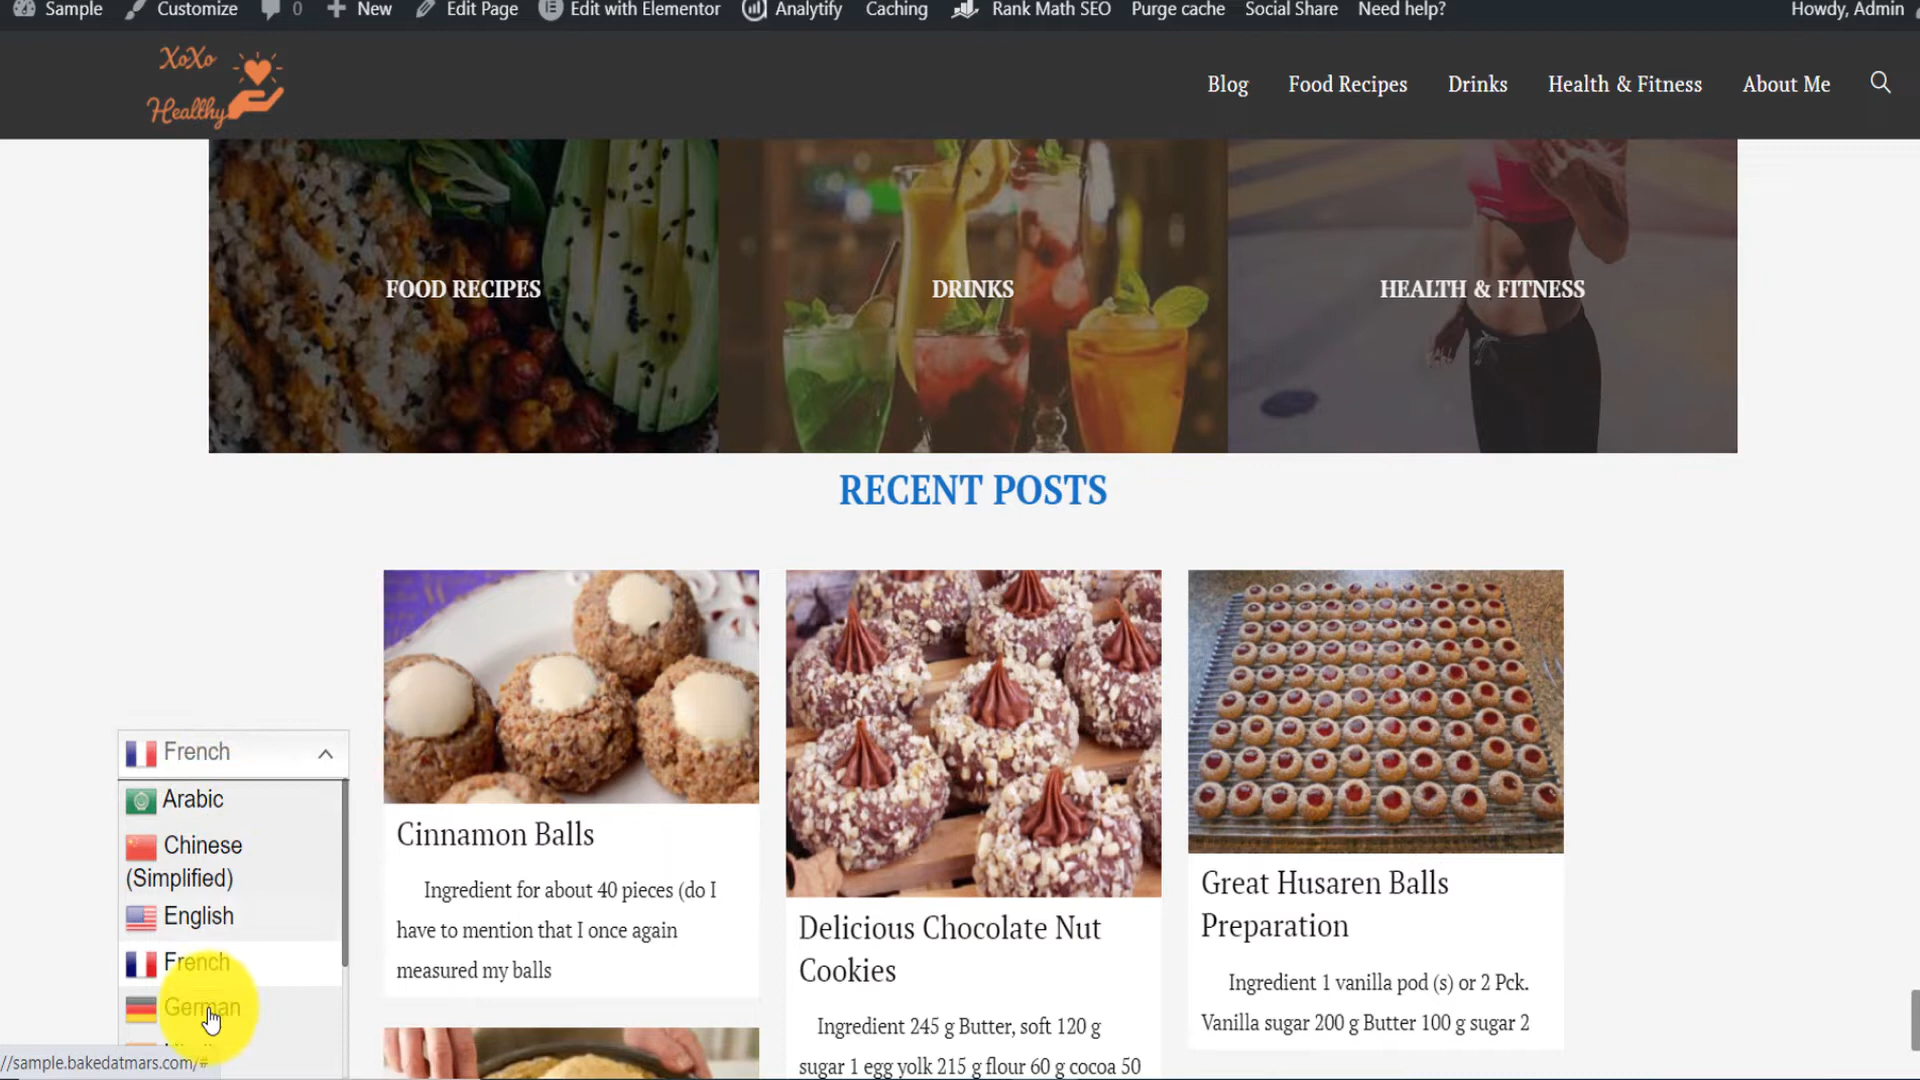 Sample Customize 0 New Edit Page Edit with Elementor Analytify Caching Rank Math SEO Purge cache Social Share Need help? Howdy, Admin
XoXo
Healthy
Blog Food Recipes Drinks Health & Fitness About Me
FOOD RECIPES DRINKS HEALTH & FITNESS
RECENT POSTS
French
Arabic
Chinese
(Simplified)
English
French
German
//sample.bakedatmars.com/#
Cinnamon Balls
Ingredient for about 40 pieces (do I
have to mention that I once again
measured my balls
Delicious Chocolate Nut
Cookies
Ingredient 245 g Butter, soft 120 g
sugar 1 egg yolk 215 g flour 60 g cocoa 50
Great Husaren Balls
Preparation
Ingredient 1 vanilla pod (s) or 2 Pck.
Vanilla sugar 200 g Butter 100 g sugar 2